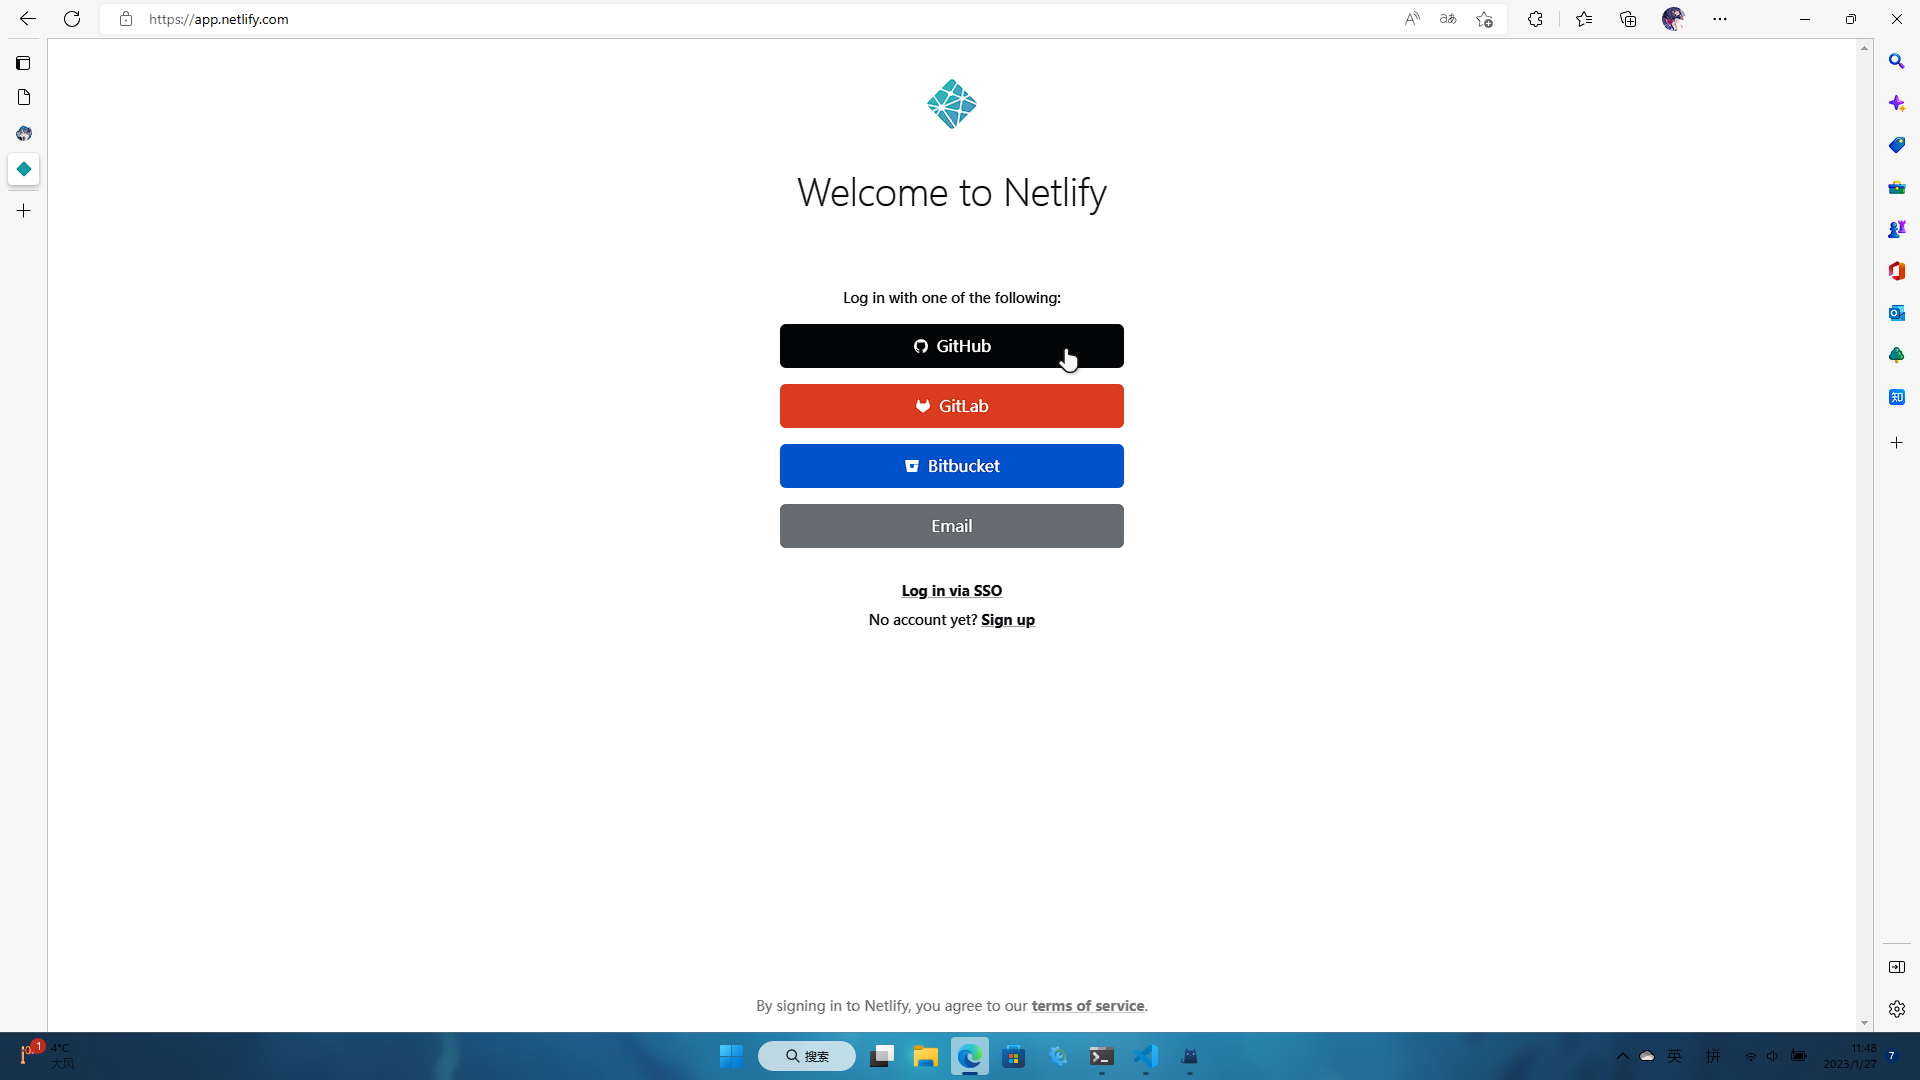 https://app.netlify.com
Welcome to Netlify
Log in with one of the following:
GitHub
GitLab
Bitbucket
Email
Log in via SSO
No account yet? Sign up
By signing in to Netlify, you agree to our terms of service.
知
1
4°C
大风
搜索
英
拼
11:48
2023/1/27
7